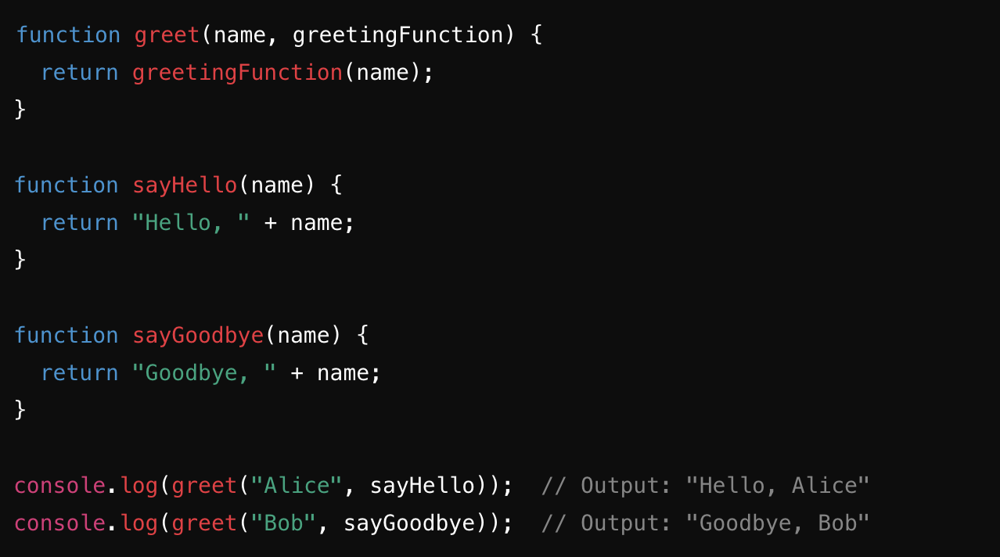 function greet(name, greetingFunction) {
  return greetingFunction(name);
}

function sayHello(name) {
  return "Hello, " + name;
}

function sayGoodbye(name) {
  return "Goodbye, " + name;
}

console.log(greet("Alice", sayHello));  // Output: "Hello, Alice"
console.log(greet("Bob", sayGoodbye));  // Output: "Goodbye, Bob"